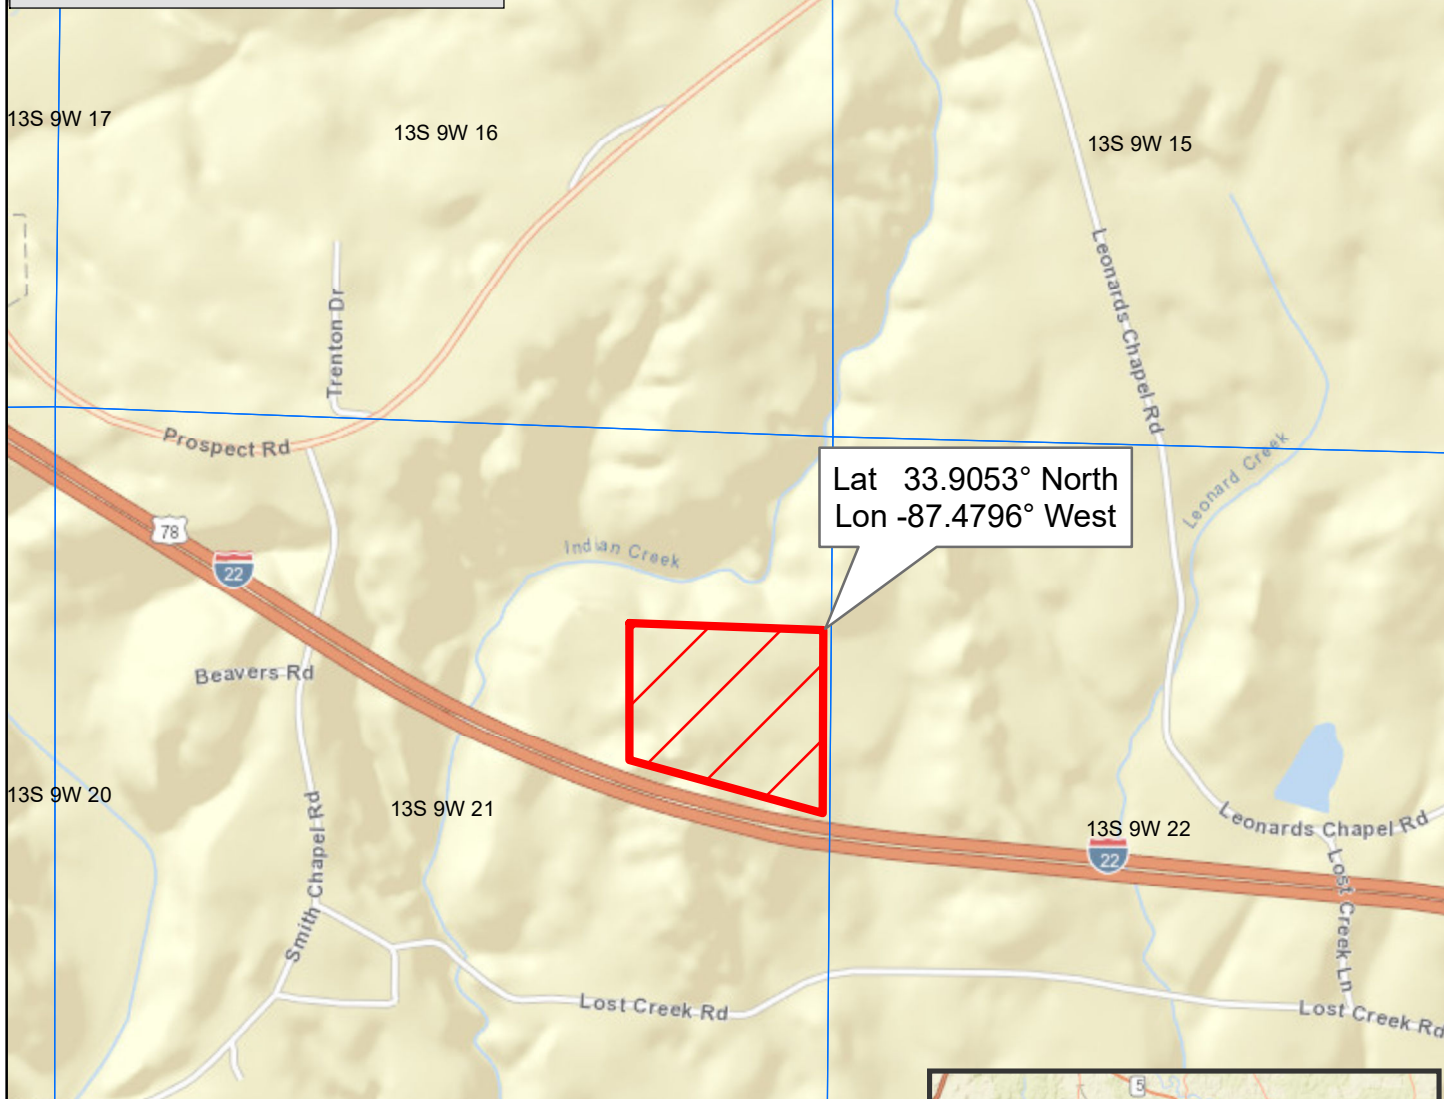 13S 9W 17
13S 9W 16
13S 9W 15
Leonards Chapel Rd
Trenton Dr
Prospect Rd
Leonard Creek
Lat 33.9053° North
Lon -87.4796° West
78
22
Indian Creek
Beavers Rd
13S 9W 20
13S 9W 21
13S 9W 22
Leonards Chapel Rd
22
Smith Chapel Rd
Lost Creek Ln
Lost Creek Rd
Lost Creek Rd
5